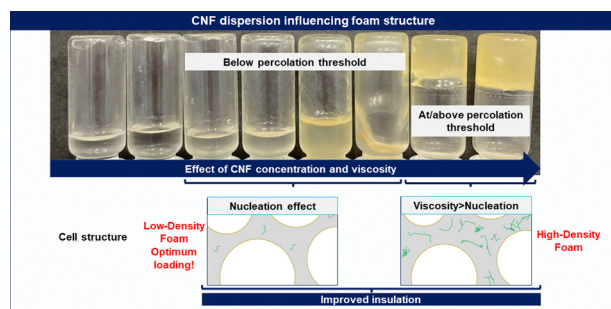 CNF dispersion influencing foam structure
Below percolation threshold
At/above percolation
threshold
Effect of CNF concentration and viscosity
Nucleation effect
Viscosity>Nucleation
Cell structure
Low-Density
Foam
Optimum
loading!
High-Density
Foam
Improved insulation